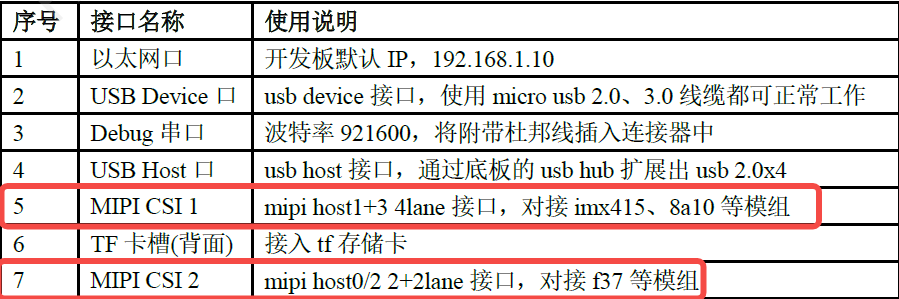 序号 接口名称 使用说明
1 以太网口 开发板默认 IP，192.168.1.10
2 USB Device 口 usb device 接口，使用 micro usb 2.0、3.0 线缆都可正常工作
3 Debug 串口 波特率 921600，将附带杜邦线插入连接器中
4 USB Host 口 usb host 接口，通过底板的 usb hub 扩展出 usb 2.0x4
5 MIPI CSI 1 mipi host1+3 4lane 接口，对接 imx415、8a10 等模组
6 TF 卡槽(背面) 接入 tf 存储卡
7 MIPI CSI 2 mipi host0/2 2+2lane 接口，对接 f37 等模组